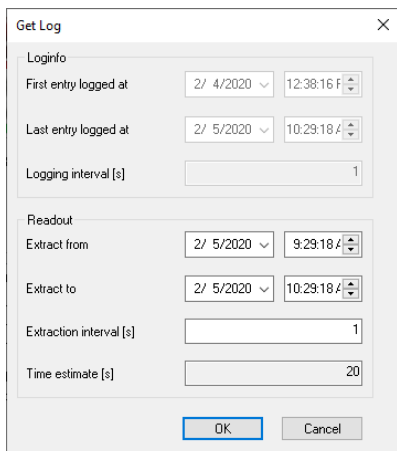 Get Log
Loginfo
First entry logged at 2/ 4/2020 12:38:16 F
Last entry logged at 2/ 5/2020 10:29:18 A
Logging interval [s] 1
Readout
Extract from 2/ 5/2020 9:29:18 A
Extract to 2/ 5/2020 10:29:18 A
Extraction interval [s] 1
Time estimate [s] 20
OK Cancel